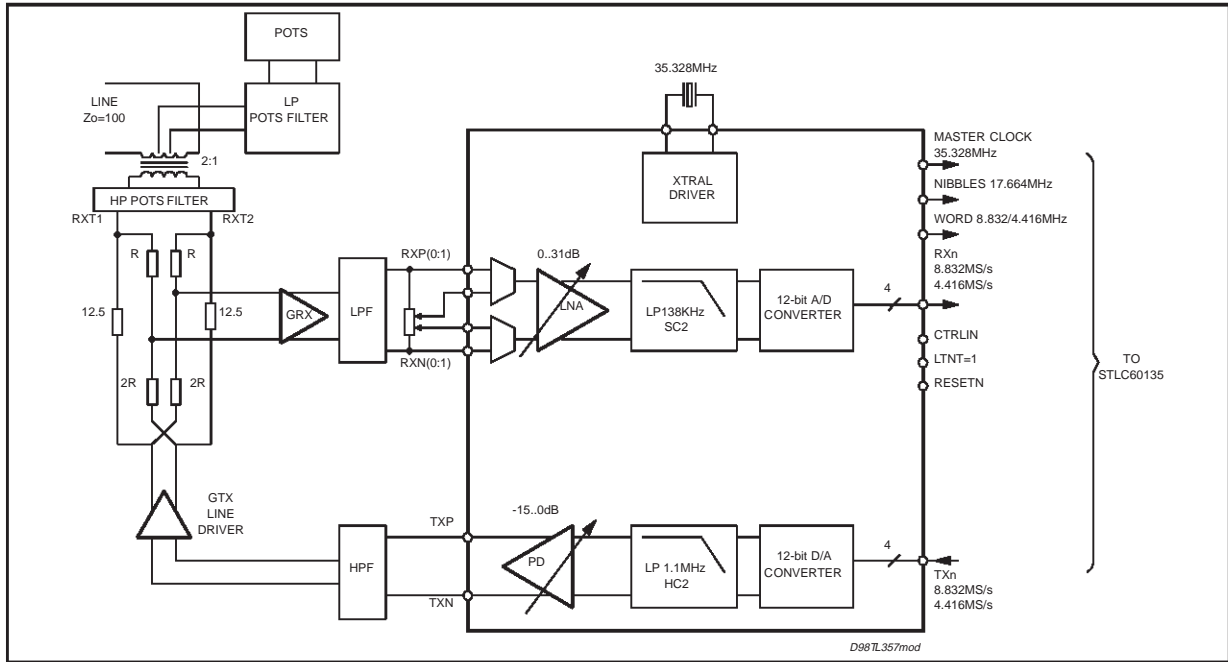 POTS
35.328MHz
LINE
Zo=100
LP
POTS FILTER
2:1
HP POTS FILTER
RXT1
RXT2
R
R
12.5
12.5
2R
2R
GRX
LPF
RXP(0:1)
RXN(0:1)
XTRAL
DRIVER
0..31dB
LNA
LP138KHz
SC2
12-bit A/D
CONVERTER
4
MASTER CLOCK
35.328MHz
NIBBLES 17.664MHz
WORD 8.832/4.416MHz
RXn
8.832MS/s
4.416MS/s
CTRLIN
LTNT=1
RESETN
TO
STLC60135
GTX
LINE
DRIVER
HPF
TXP
TXN
-15..0dB
PD
LP 1.1MHz
HC2
12-bit D/A
CONVERTER
4
TXn
8.832MS/s
4.416MS/s
D98TL357mod